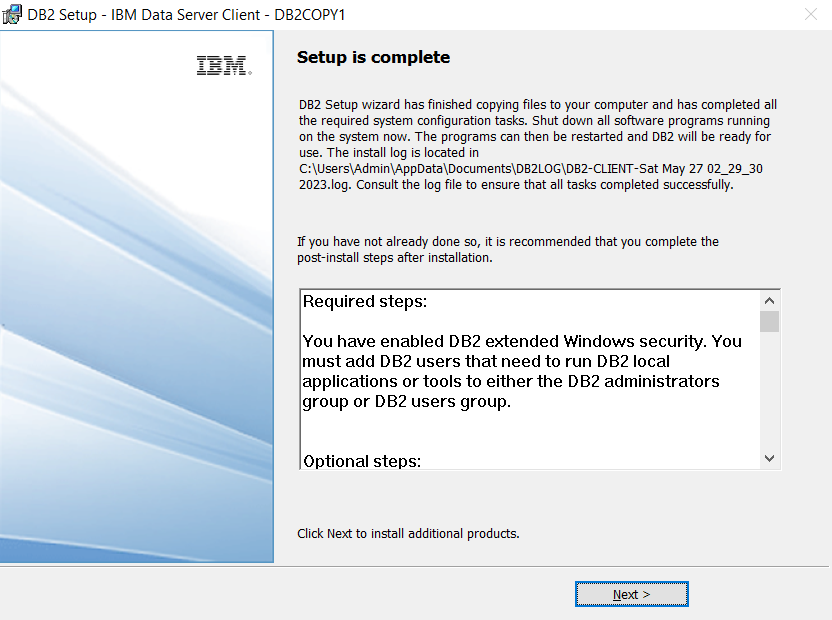 DB2 Setup - IBM Data Server Client - DB2COPY1
IBM.
Setup is complete
DB2 Setup wizard has finished copying files to your computer and has completed all
the required system configuration tasks. Shut down all software programs running
on the system now. The programs can then be restarted and DB2 will be ready for
use. The install log is located in
C:\Users\Admin\AppData\Documents\DB2LOG\DB2-CLIENT-Sat May 27 02_29_30
2023.log. Consult the log file to ensure that all tasks completed successfully.
If you have not already done so, it is recommended that you complete the
post-install steps after installation.
Required steps:
You have enabled DB2 extended Windows security. You
must add DB2 users that need to run DB2 local
applications or tools to either the DB2 administrators
group or DB2 users group.
Optional steps:
Click Next to install additional products.
Next >